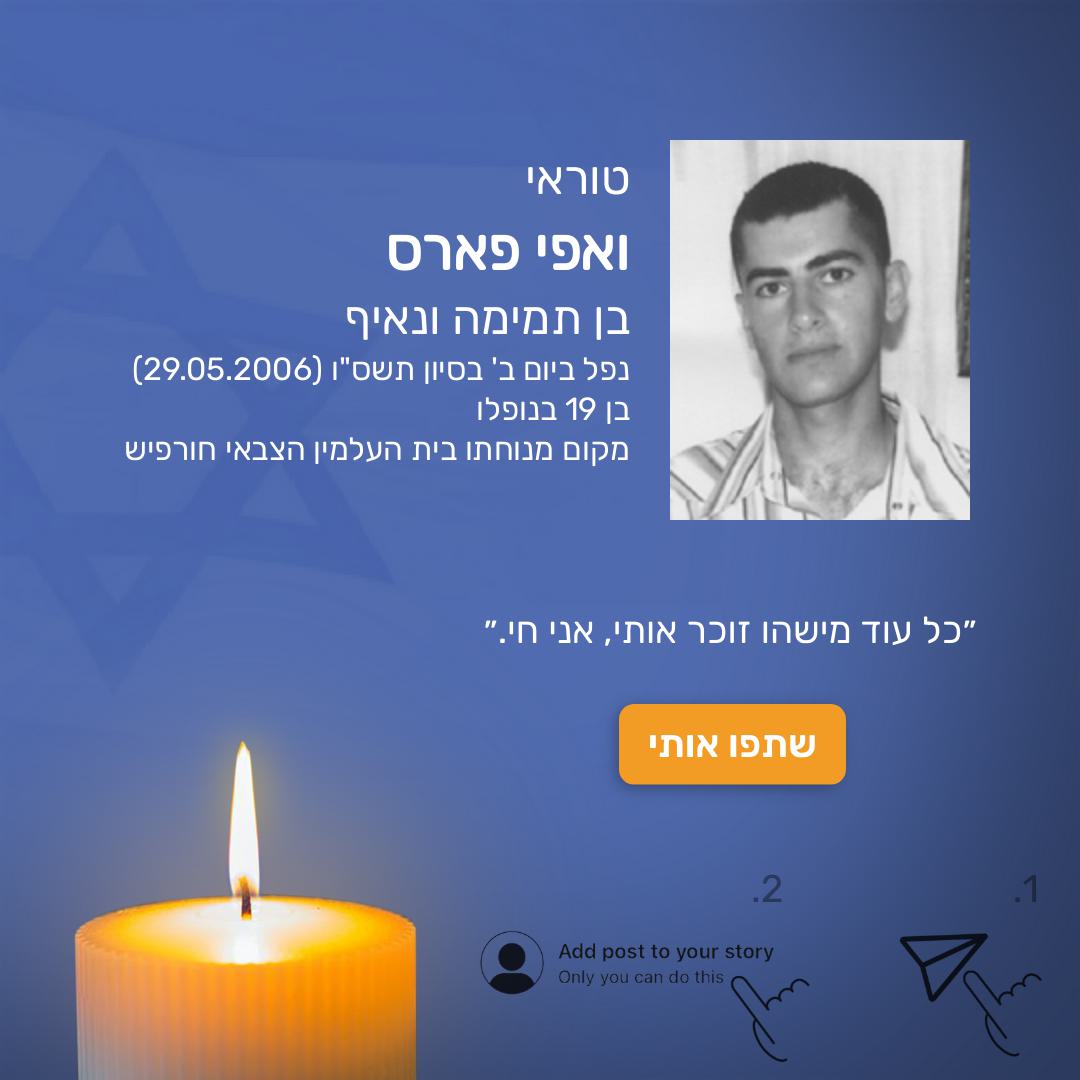 טוראי
ואפי פארס
בן תמימה ונאיף
נפל ביום ב' בסיון תשס"ו (29.05.2006)
בן 19 בנופלו
מקום מנוחתו בית העלמין הצבאי חורפיש
״כל עוד מישהו זוכר אותי, אני חי.״
שתפו אותי
.1
.2
Add post to your story
Only you can do this